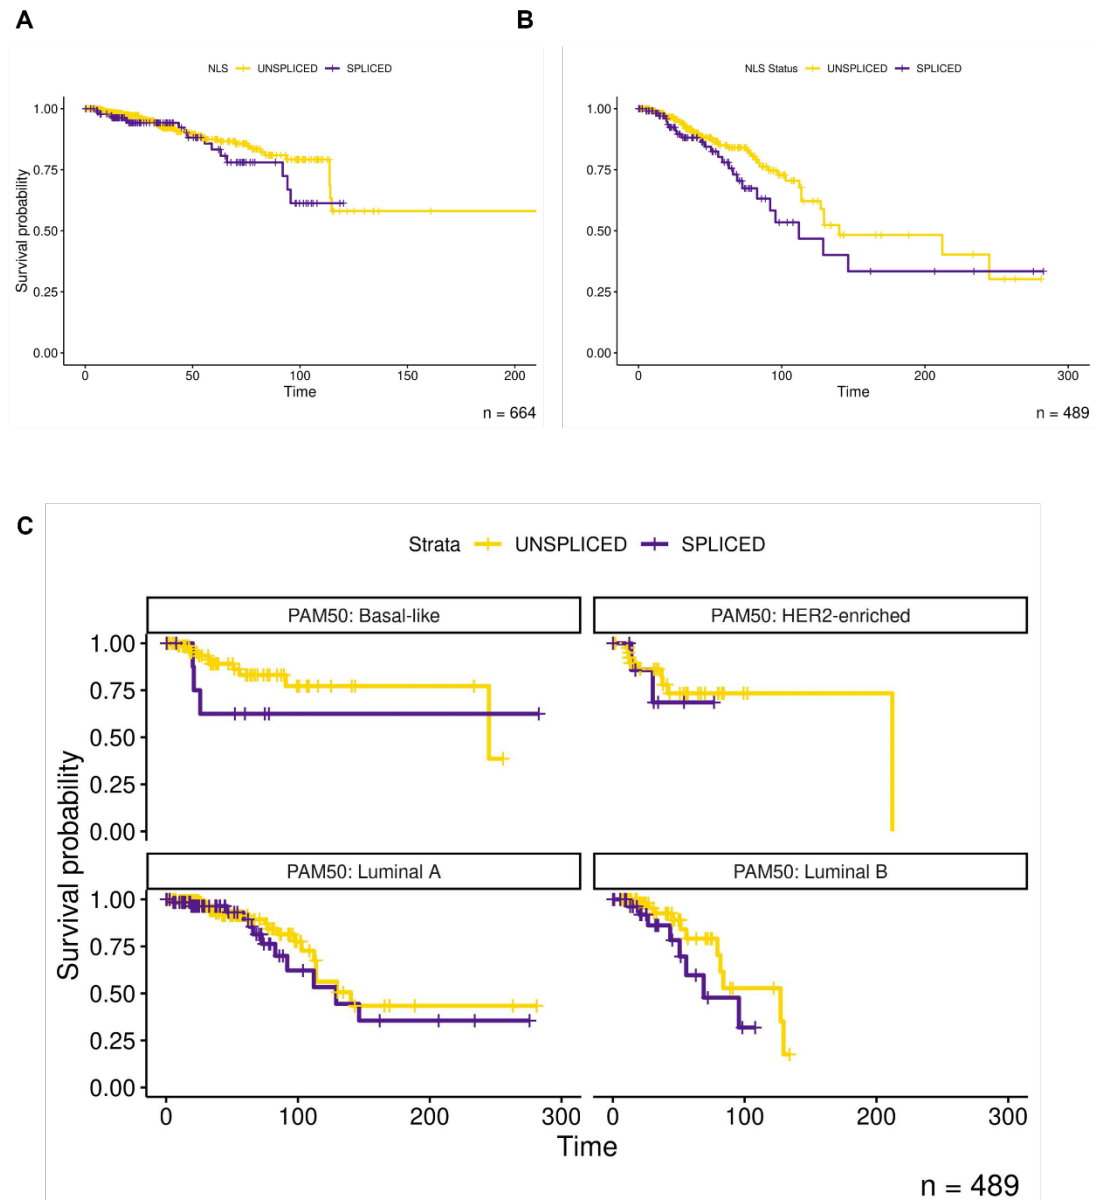 A
B
NLS UNSPLICED SPLICED
NLS Status UNSPLICED SPLICED
Survival probability
1.00
0.75
0.50
0.25
0.00
0 50 100 150 200
Time
n = 664
1.00
0.75
0.50
0.25
0.00
0 100 200 300
Time
n = 489
C
Strata UNSPLICED SPLICED
PAM50: Basal-like
PAM50: HER2-enriched
Survival probability
1.00
0.75
0.50
0.25
0.00
PAM50: Luminal A
PAM50: Luminal B
1.00
0.75
0.50
0.25
0.00
0 100 200 300
0 100 200 300
Time
n = 489